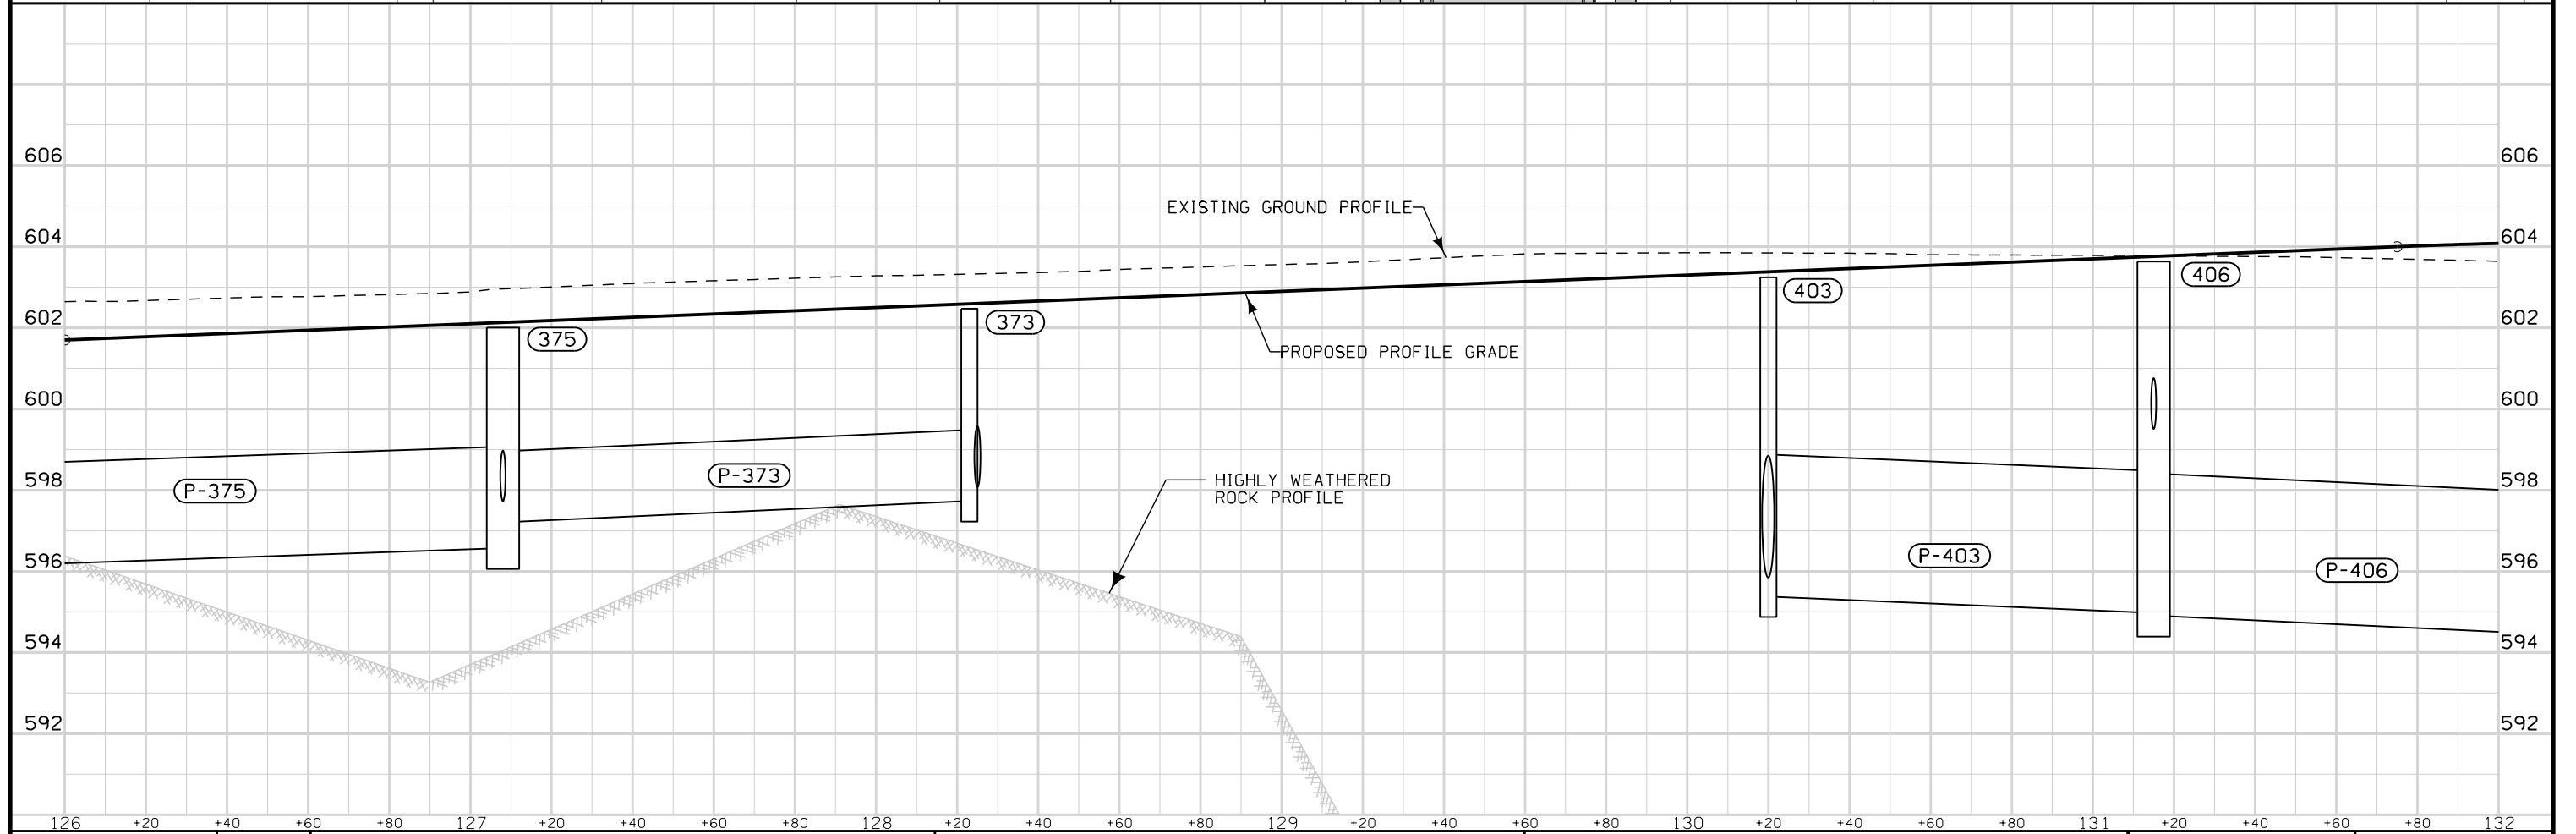 606 606
EXISTING GROUND PROFILE
604 604
406
403
602 373 602
375
PROPOSED PROFILE GRADE
600 600
598 P-375 P-373 HIGHLY WEATHERED 598
ROCK PROFILE
596 P-403 P-406 596
594 594
592 592
126 +20 +40 +60 +80 127 +20 +40 +60 +80 128 +20 +40 +60 +80 129 +20 +40 +60 +80 130 +20 +40 +60 +80 131 +20 +40 +60 +80 132